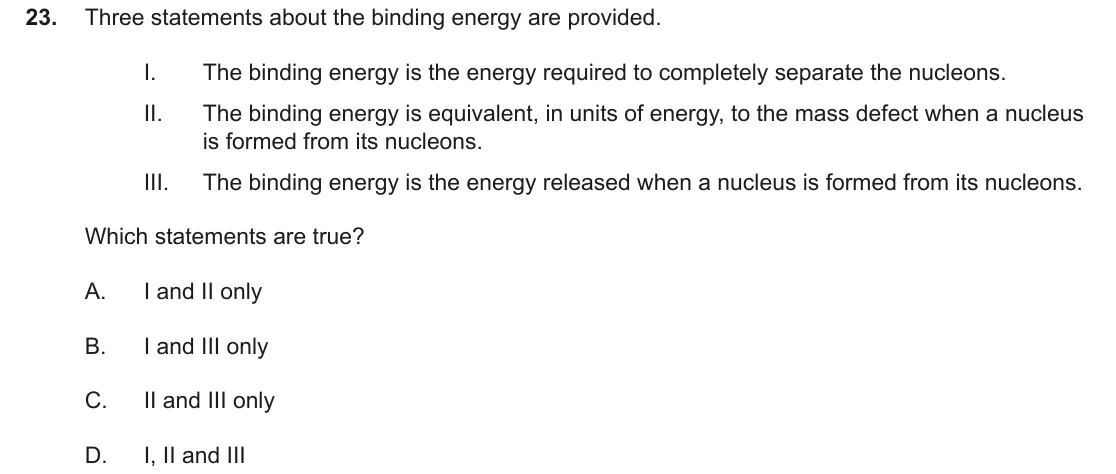 23. Three statements about the binding energy are provided.
I. The binding energy is the energy required to completely separate the nucleons.
II. The binding energy is equivalent, in units of energy, to the mass defect when a nucleus
is formed from its nucleons.
III. The binding energy is the energy released when a nucleus is formed from its nucleons.
Which statements are true?
A. I and II only
B. I and III only
C. II and III only
D. I, II and III